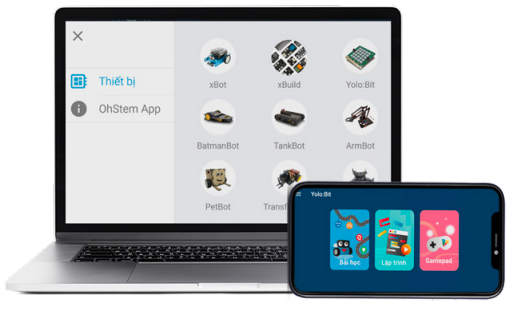 Thiết bị
OhStem App
xBot
xBuild
Yolo:Bit
BatmanBot
TankBot
ArmBot
PetBot
Yolo:Bit
Bài học
Lập trình
Gamepad